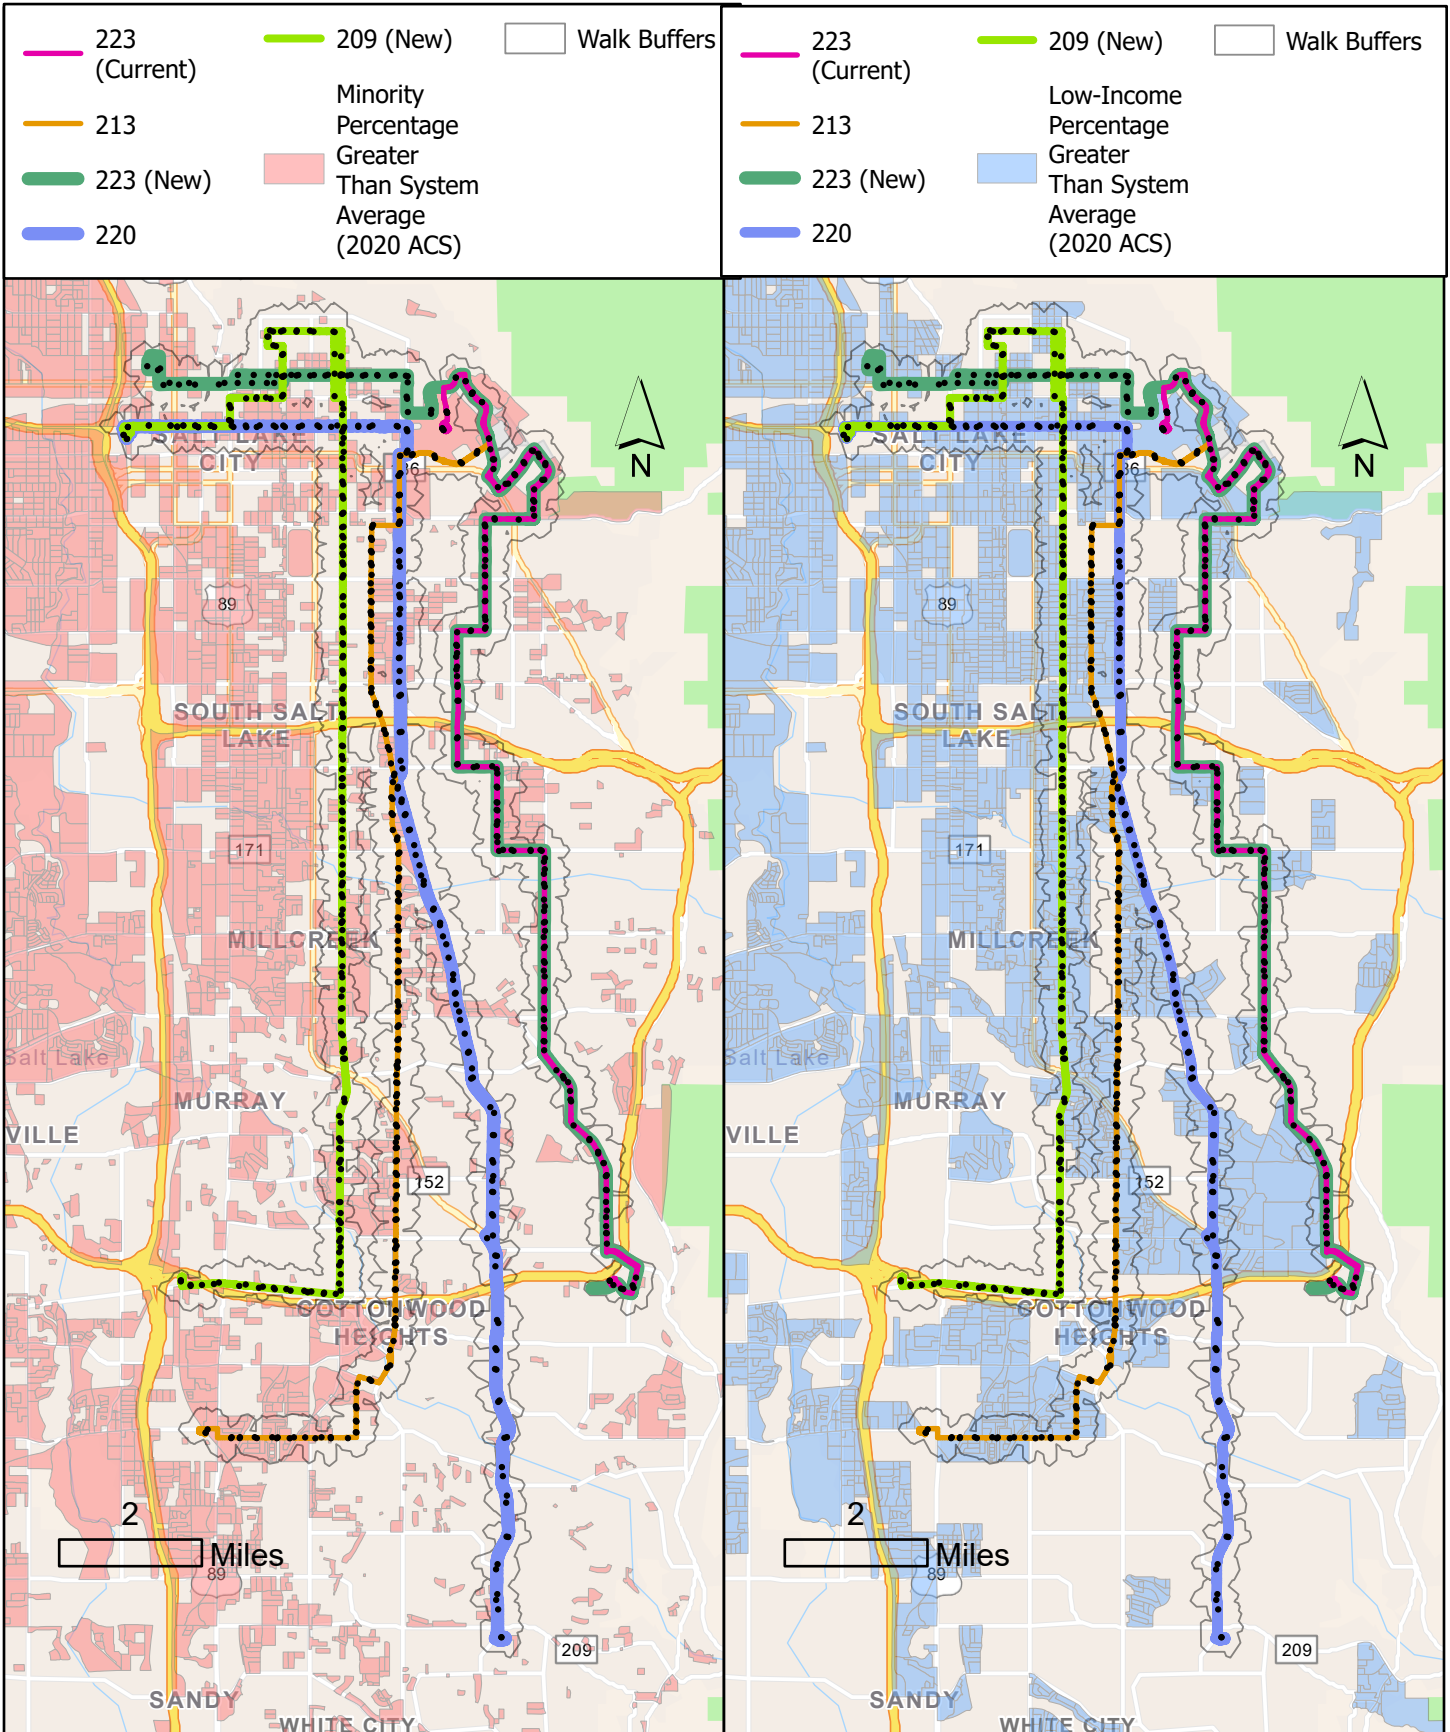 223
(Current)
213
223 (New)
220
209 (New)
Minority
Percentage
Greater
Than System
Average
(2020 ACS)
Walk Buffers
223
(Current)
213
223 (New)
220
209 (New)
Low-Income
Percentage
Greater
Than System
Average
(2020 ACS)
Walk Buffers
SALT LAKE
CITY
N
89
SOUTH SALT
LAKE
171
MILLCREEK
Salt Lake
MURRAY
VILLE
152
COTTONWOOD
HEIGHTS
2
Miles
89
209
SANDY
WHITE CITY
SALT LAKE
CITY
N
89
SOUTH SALT
LAKE
171
MILLCREEK
Salt Lake
MURRAY
VILLE
152
COTTONWOOD
HEIGHTS
2
Miles
89
209
SANDY
WHITE CITY